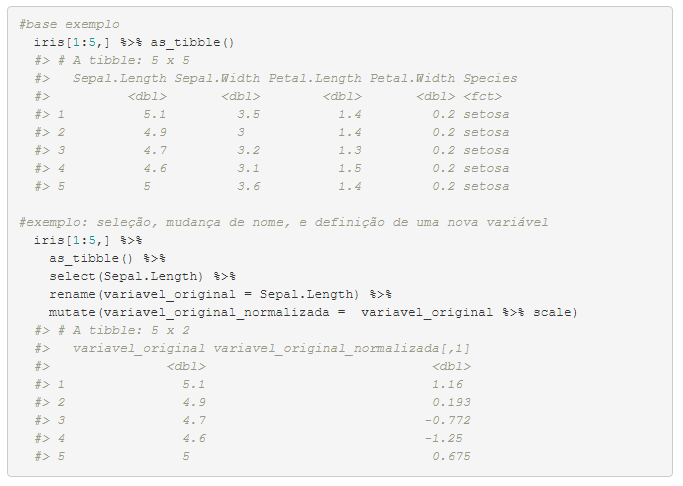 #base exemplo
  iris[1:5,] %>% as_tibble()
  #> # A tibble: 5 x 5
  #>   Sepal.Length Sepal.Width Petal.Length Petal.Width Species
  #>          <dbl>       <dbl>        <dbl>       <dbl> <fct>
  #> 1          5.1         3.5          1.4         0.2 setosa
  #> 2          4.9         3            1.4         0.2 setosa
  #> 3          4.7         3.2          1.3         0.2 setosa
  #> 4          4.6         3.1          1.5         0.2 setosa
  #> 5          5           3.6          1.4         0.2 setosa

#exemplo: seleção, mudança de nome, e definição de uma nova variável
  iris[1:5,] %>%
    as_tibble() %>%
    select(Sepal.Length) %>%
    rename(variavel_original = Sepal.Length) %>%
    mutate(variavel_original_normalizada =  variavel_original %>% scale)
  #> # A tibble: 5 x 2
  #>   variavel_original variavel_original_normalizada[,1]
  #>               <dbl>                             <dbl>
  #> 1               5.1                             1.16
  #> 2               4.9                             0.193
  #> 3               4.7                            -0.772
  #> 4               4.6                            -1.25
  #> 5               5                               0.675